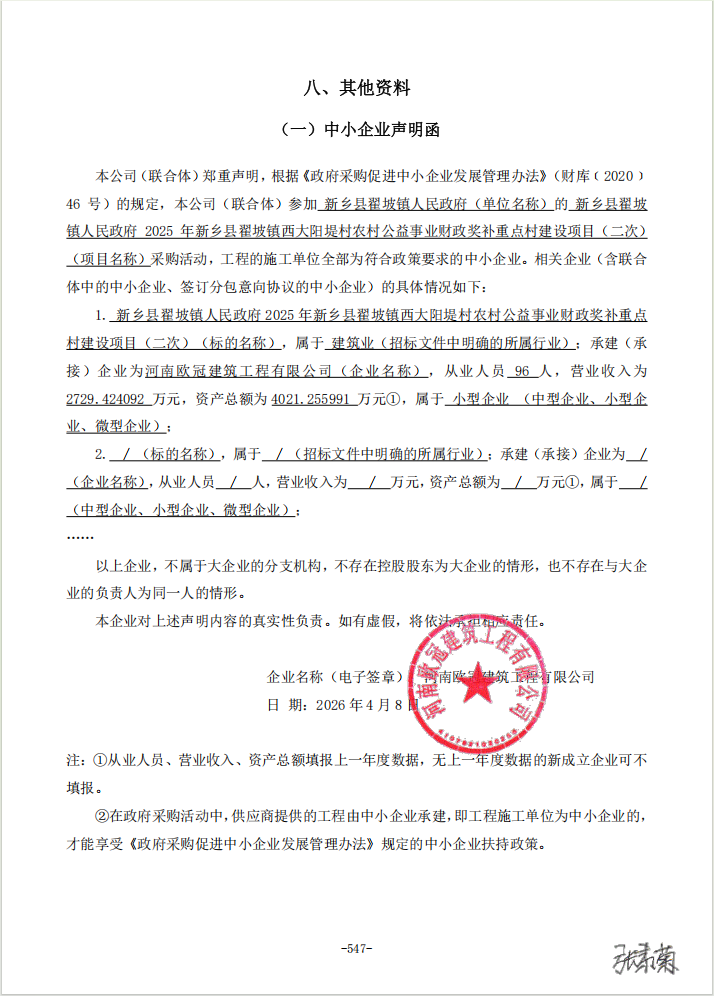 八、其他资料
（一）中小企业声明函
本公司（联合体）郑重声明，根据《政府采购促进中小企业发展管理办法》（财库﹝2020﹞
46 号）的规定，本公司（联合体）参加 新乡县翟坡镇人民政府（单位名称）的 新乡县翟坡
镇人民政府 2025 年新乡县翟坡镇西大阳堤村农村公益事业财政奖补重点村建设项目（二次）
（项目名称）采购活动，工程的施工单位全部为符合政策要求的中小企业。相关企业（含联合
体中的中小企业、签订分包意向协议的中小企业）的具体情况如下：
1. 新乡县翟坡镇人民政府 2025 年新乡县翟坡镇西大阳堤村农村公益事业财政奖补重点
村建设项目（二次）（标的名称），属于 建筑业（招标文件中明确的所属行业）；承建（承
接）企业为河南欧冠建筑工程有限公司（企业名称），从业人员 96 人，营业收入为
2729.424092 万元，资产总额为 4021.255991 万元①，属于 小型企业 （中型企业、小型企
业、微型企业）；
2. / （标的名称），属于 / （招标文件中明确的所属行业）；承建（承接）企业为 /
（企业名称），从业人员 / 人，营业收入为 / 万元，资产总额为 / 万元①，属于 /
（中型企业、小型企业、微型企业）；
……
以上企业，不属于大企业的分支机构，不存在控股股东为大企业的情形，也不存在与大企
业的负责人为同一人的情形。
本企业对上述声明内容的真实性负责。如有虚假，将依法承担相应责任。
企业名称（电子签章）：河南欧冠建筑工程有限公司
日 期：2026 年 4 月 8 日
河南欧冠建筑工程有限公司
注：①从业人员、营业收入、资产总额填报上一年度数据，无上一年度数据的新成立企业可不
填报。
②在政府采购活动中，供应商提供的工程由中小企业承建，即工程施工单位为中小企业的，
才能享受《政府采购促进中小企业发展管理办法》规定的中小企业扶持政策。
-547-